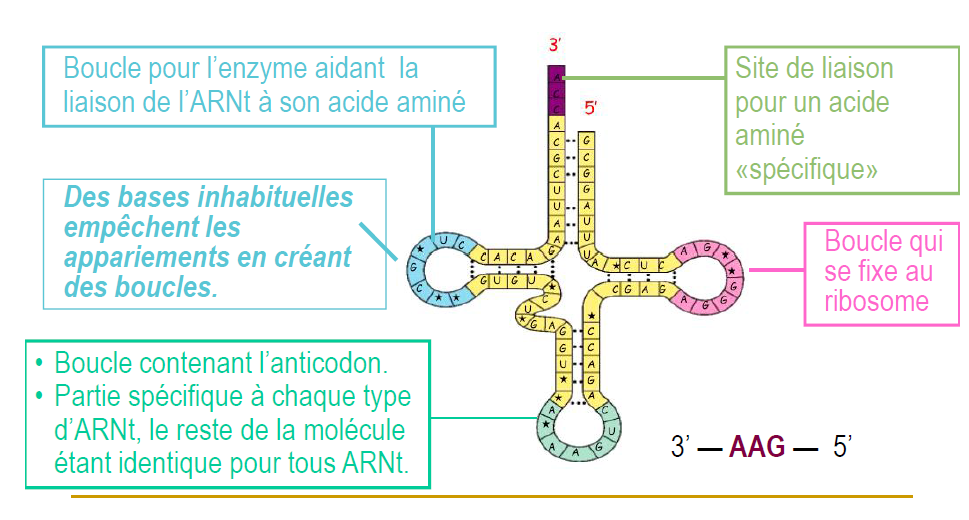 Boucle pour l’enzyme aidant la
liaison de l’ARNt à son acide aminé
Des bases inhabituelles
empêchent les
appariements en créant
des boucles.
• Boucle contenant l’anticodon.
• Partie spécifique à chaque type
d’ARNt, le reste de la molécule
étant identique pour tous ARNt.
3’
5’
A
C
C
A
C
G
C
U
U
A
A
G
C
G
G
A
U
U
U
A ★ C U C
A G ★ ★ G G G A
C G A G
C A C A G
U C
★
G
C
★ ★
G U G U ★
C
U
★
A G
G
A
G
G
U
★
★
★
C
C
A
G
A
A
★
A
A
G
U
C
Site de liaison
pour un acide
aminé
«spécifique»
Boucle qui
se fixe au
ribosome
3’ — AAG — 5’